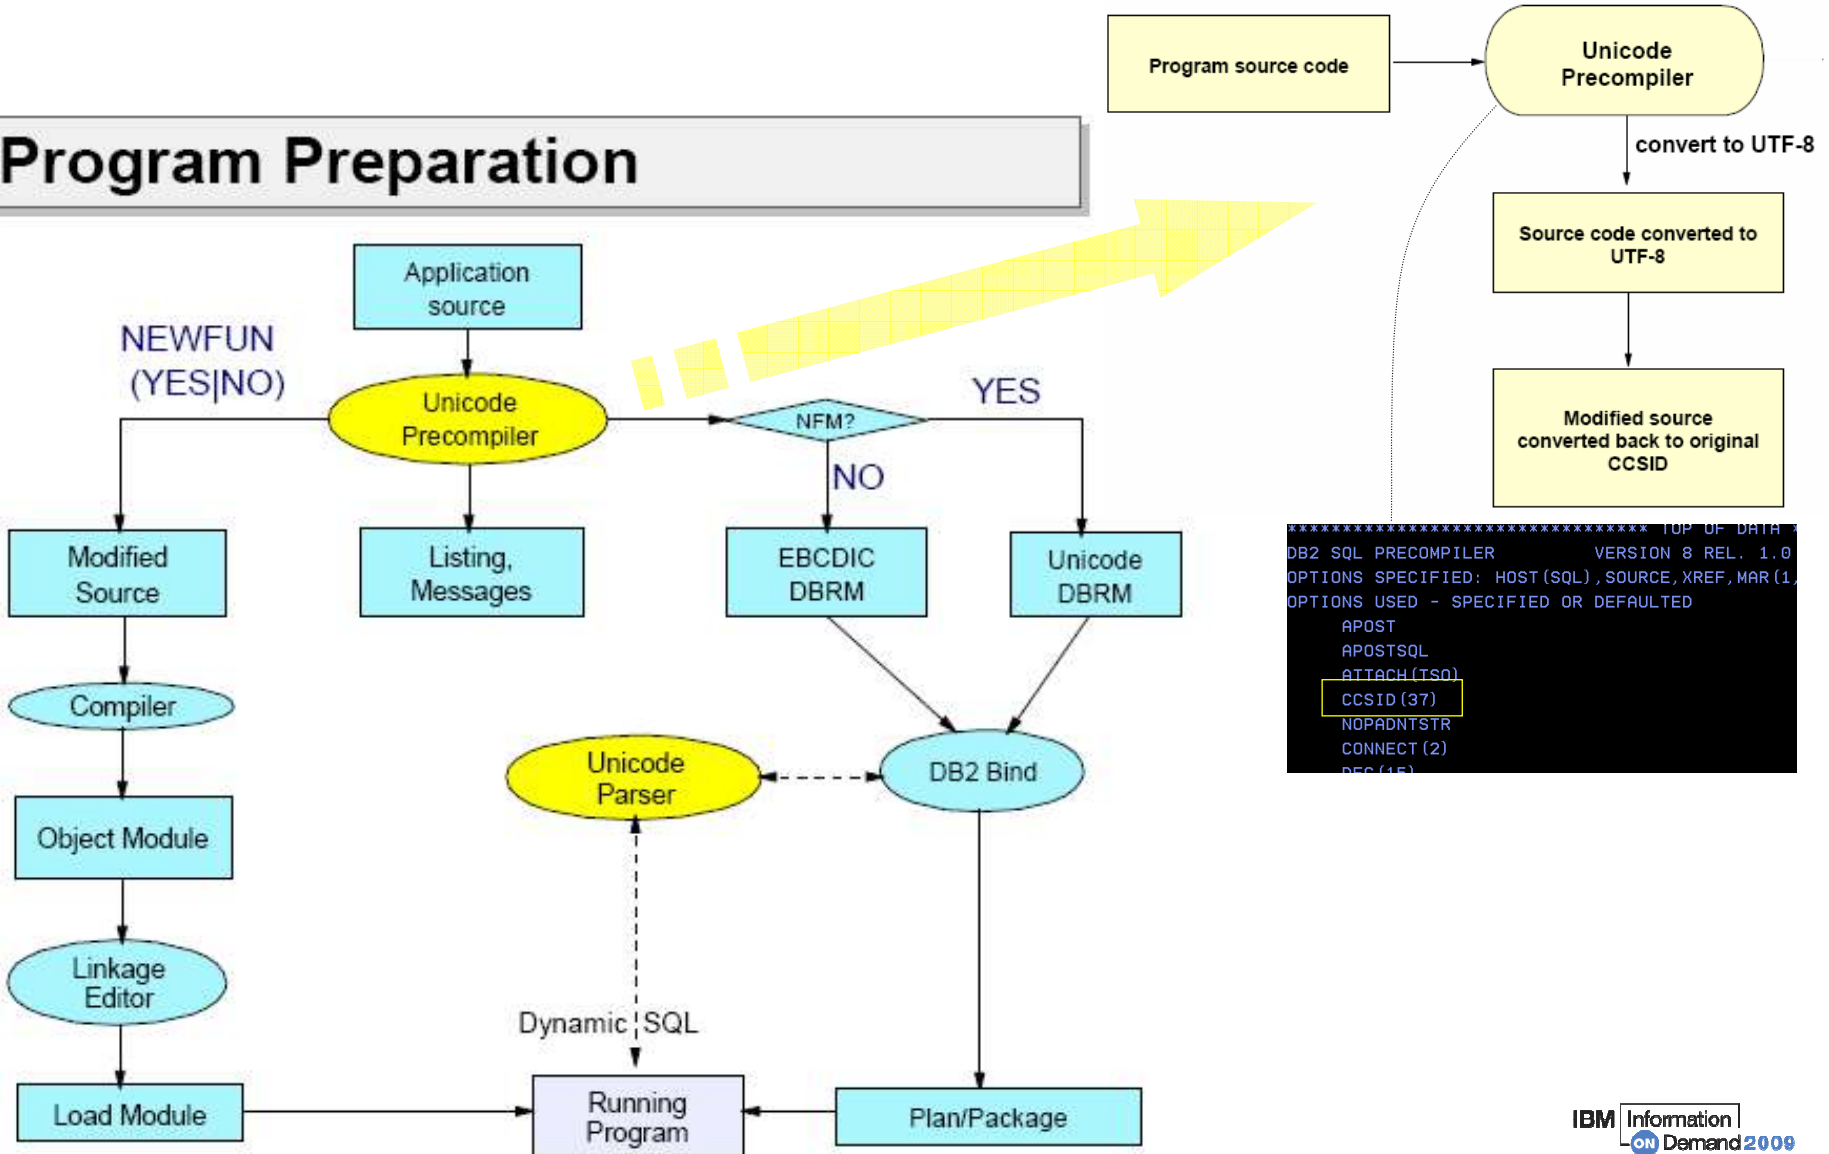 Program source code
Unicode
Precompiler
convert to UTF-8
Source code converted to
UTF-8
Modified source
converted back to original
CCSID
Program Preparation
Application
source
NEWFUN
(YES|NO)
Unicode
Precompiler
NFM?
YES
NO
Modified
Source
Listing,
Messages
EBCDIC
DBRM
Unicode
DBRM
Compiler
Unicode
Parser
DB2 Bind
Object Module
Linkage
Editor
Dynamic SQL
Load Module
Running
Program
Plan/Package
******************************** TOP OF DATA *
DB2 SQL PRECOMPILER VERSION 8 REL. 1.0
OPTIONS SPECIFIED: HOST(SQL),SOURCE,XREF,MAR(1,
OPTIONS USED - SPECIFIED OR DEFAULTED
APOST
APOSTSQL
ATTACH(TSO)
CCSID(37)
NOPADNTSTR
CONNECT(2)
DEC(15)
IBM Information
ON Demand 2009